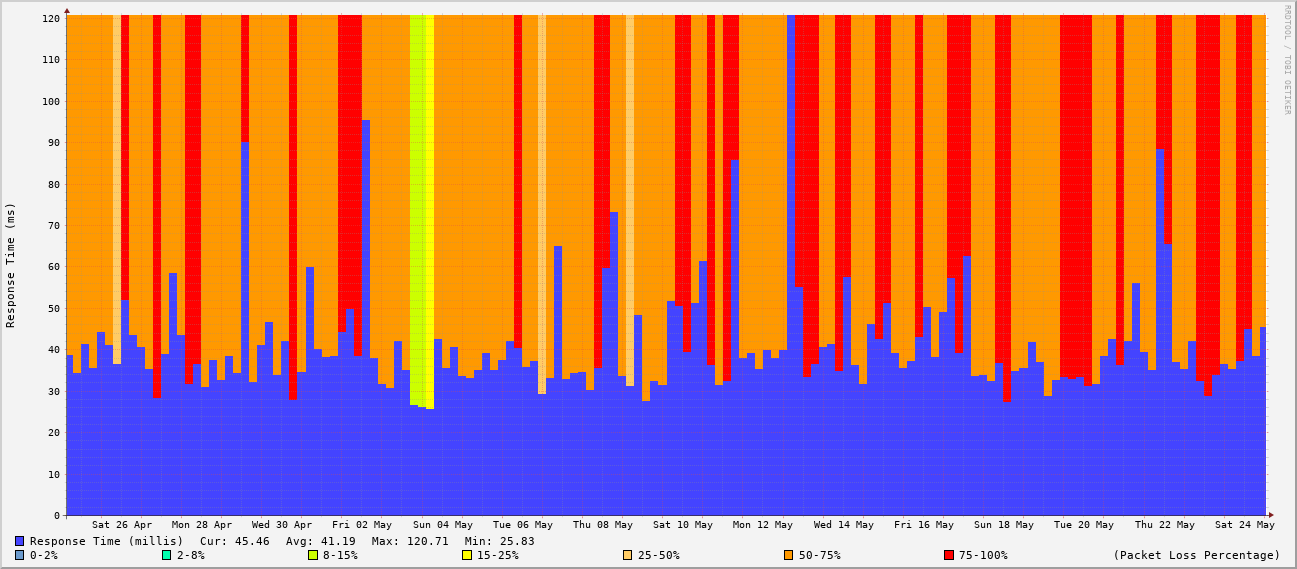 RRDTOOL / TOBI OETIKER
Response Time (ms)
120
110
100
90
80
70
60
50
40
30
20
10
0
Sat 26 Apr Mon 28 Apr Wed 30 Apr Fri 02 May Sun 04 May Tue 06 May Thu 08 May Sat 10 May Mon 12 May Wed 14 May Fri 16 May Sun 18 May Tue 20 May Thu 22 May Sat 24 May
Response Time (millis) Cur: 45.46 Avg: 41.19 Max: 120.71 Min: 25.83
0-2% 2-8% 8-15% 15-25% 25-50% 50-75% 75-100% (Packet Loss Percentage)